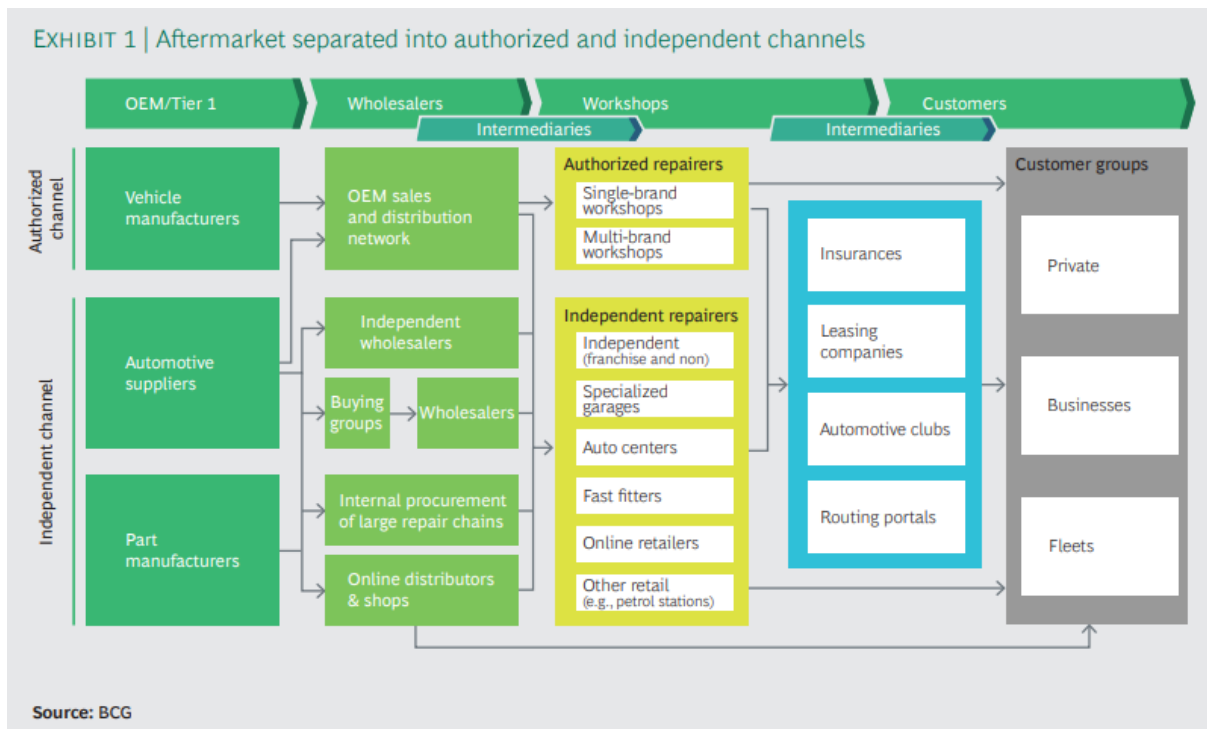 EXHIBIT 1 | Aftermarket separated into authorized and independent channels
OEM/Tier 1
Wholesalers
Workshops
Customers
Intermediaries
Intermediaries
Authorized
channel
Vehicle
manufacturers
OEM sales
and distribution
network
Authorized repairers
Single-brand
workshops
Multi-brand
workshops
Independent channel
Automotive
suppliers
Part
manufacturers
Independent
wholesalers
Buying
groups
Wholesalers
Internal procurement
of large repair chains
Online distributors
& shops
Independent repairers
Independent
(franchise and non)
Specialized
garages
Auto centers
Fast fitters
Online retailers
Other retail
(e.g., petrol stations)
Insurances
Leasing
companies
Automotive clubs
Routing portals
Customer groups
Private
Businesses
Fleets
Source: BCG